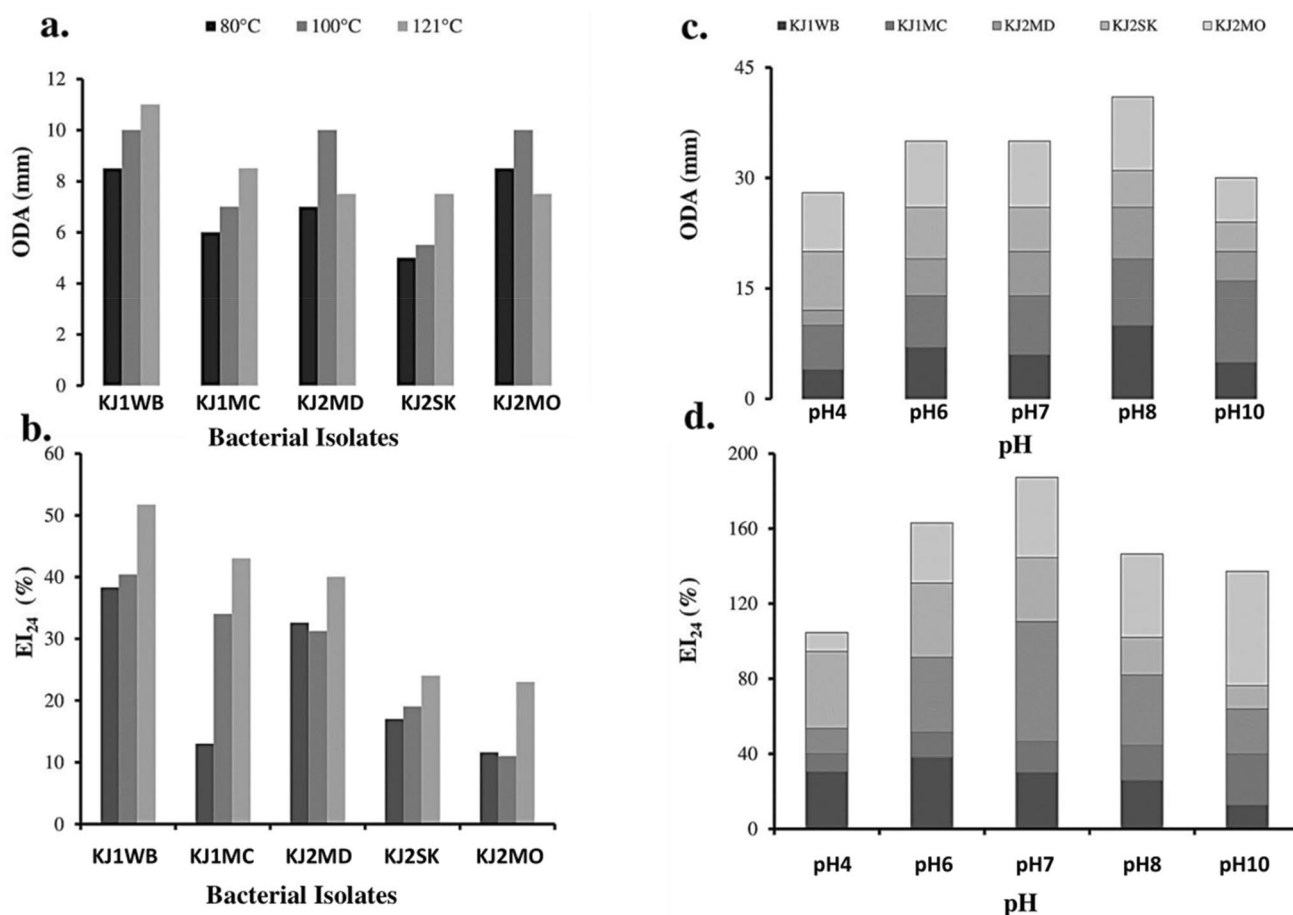 a.
80°C 100°C 121°C
ODA (mm)
12
10
8
6
4
2
0
KJ1WB KJ1MC KJ2MD KJ2SK KJ2MO
Bacterial Isolates
b.
EI24 (%)
60
50
40
30
20
10
0
KJ1WB KJ1MC KJ2MD KJ2SK KJ2MO
Bacterial Isolates
c.
KJ1WB KJ1MC KJ2MD KJ2SK KJ2MO
ODA (mm)
45
30
15
0
pH4 pH6 pH7 pH8 pH10
pH
d.
EI24 (%)
200
160
120
80
40
0
pH4 pH6 pH7 pH8 pH10
pH